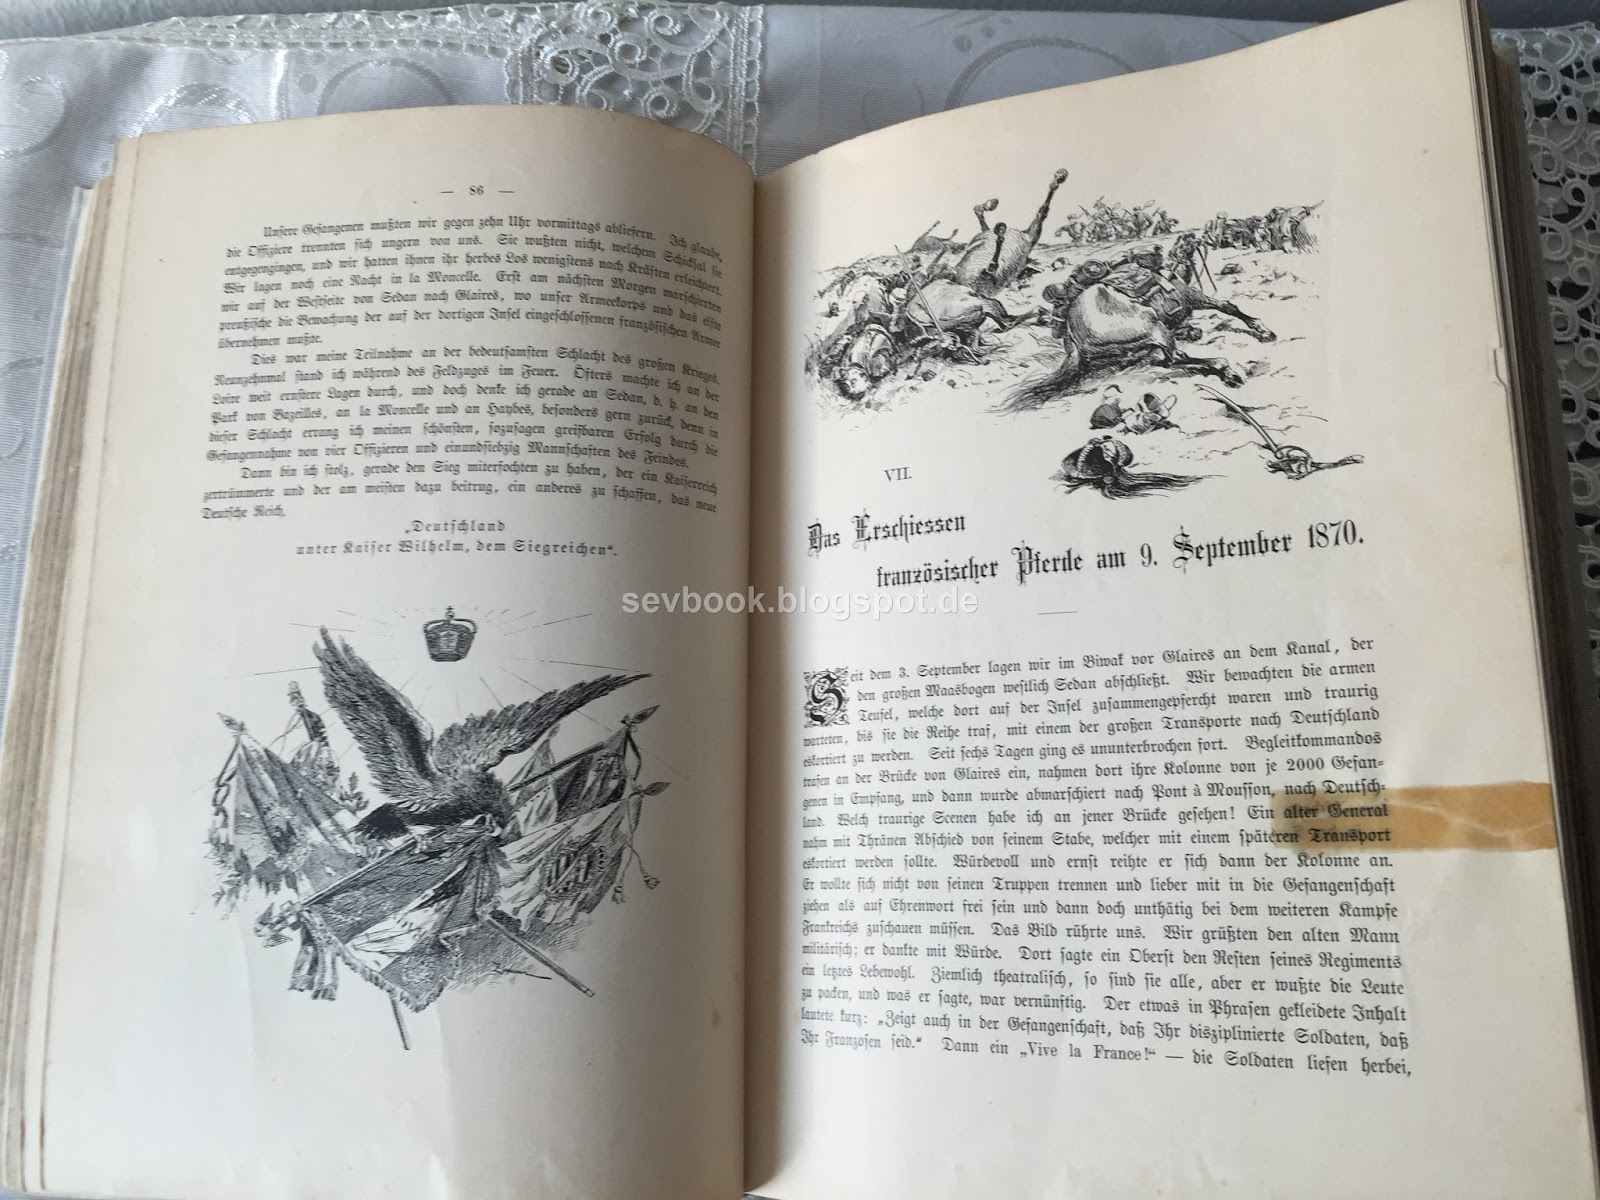 — 86 —
Unsere Gefangenen mußten wir gegen zehn Uhr vormittags abliefern. Ich glaube,
die Offiziere trennten sich ungern von uns. Sie wußten nicht, welchem Schicksal sie
entgegengingen, und wir hatten ihnen ihr herbes Los wenigstens nach Kräften erleichtert.
Wir lagen noch eine Nacht in la Moncelle. Erst am nächsten Morgen marschierten
wir auf der Westseite von Sedan nach Glaires, wo unser Armeekorps und das elfte
preußische die Bewachung der auf der dortigen Insel eingeschlossenen französischen Armee
übernehmen mußte.
Dies war meine Teilnahme an der bedeutsamsten Schlacht des großen Krieges.
Neunzehnmal stand ich während des Feldzuges im Feuer. Öfters machte ich an der
Loire weit ernstere Lagen durch, und doch denke ich gerade an Sedan, d. h. an den
Park von Bazeilles, an la Moncelle und an Haybes, besonders gern zurück, denn in
dieser Schlacht errang ich meinen schönsten, sozusagen greifbaren Erfolg durch die
Gefangennahme von vier Offizieren und einundsiebzig Mannschaften des Feindes.
Dann bin ich stolz, gerade den Sieg miterfochten zu haben, der ein Kaiserreich
zertrümmerte und der am meisten dazu beitrug, ein anderes zu schaffen, das neue
Deutsche Reich,
„Deutschland
unter Kaiser Wilhelm, dem Siegreichen“.
VII.
Das Erschiessen
französischer Pferde am 9. September 1870.
Seit dem 3. September lagen wir im Biwak vor Glaires an dem Kanal, der
den großen Maasbogen westlich Sedan abschließt. Wir bewachten die armen
Teufel, welche dort auf der Insel zusammengepfercht waren und traurig
warteten, bis sie die Reihe traf, mit einem der großen Transporte nach Deutschland
eskortiert zu werden. Seit sechs Tagen ging es ununterbrochen fort. Begleitkommandos
trafen an der Brücke von Glaires ein, nahmen dort ihre Kolonne von je 2000 Gefan-
genen in Empfang, und dann wurde abmarschiert nach Pont à Mousson, nach Deutsch-
land. Welch traurige Scenen habe ich an jener Brücke gesehen! Ein alter General
nahm mit Thränen Abschied von seinem Stabe, welcher mit einem späteren Transport
eskortiert werden sollte. Würdevoll und ernst reihte er sich dann der Kolonne an.
Er wollte sich nicht von seinen Truppen trennen und lieber mit in die Gefangenschaft
ziehen als auf Ehrenwort frei sein und dann doch unthätig bei dem weiteren Kampfe
Frankreichs zuschauen müssen. Das Bild rührte uns. Wir grüßten den alten Mann
militärisch; er dankte mit Würde. Dort sagte ein Oberst den Resten seines Regiments
ein letztes Lebewohl. Ziemlich theatralisch, so sind sie alle, aber er wußte die Leute
zu packen, und was er sagte, war vernünftig. Der etwas in Phrasen gekleidete Inhalt
lautete kurz: „Zeigt auch in der Gefangenschaft, daß Ihr disziplinierte Soldaten, daß
Ihr Franzosen seid.“ Dann ein „Vive la France!“ — die Soldaten liefen herbei,
sevbook.blogspot.de